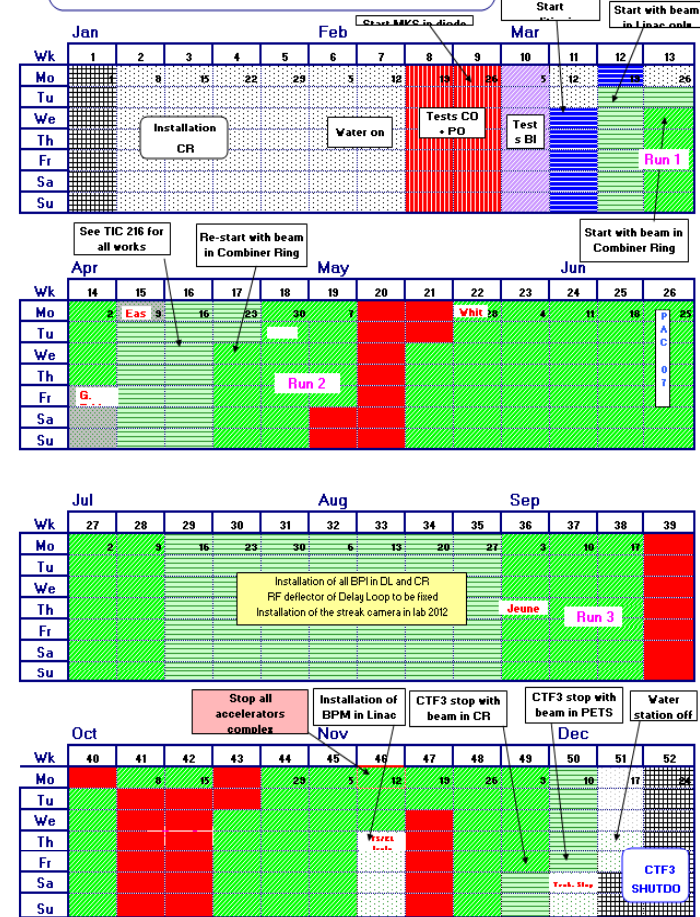 Start
Start with beam
in Linac only
Start MKS in diode
Jan Feb Mar
Wk 1 2 3 4 5 6 7 8 9 10 11 12 13
Mo 1 8 15 22 29 5 12 19 26 5 12 19 26
Tu
We
Th
Fr
Sa
Su
Installation
CR
Water on
Tests CO
+ PO
Test
s BI
Run 1
See TIC 216 for
all works
Re-start with beam
in Combiner Ring
Start with beam in
Combiner Ring
Apr May Jun
Wk 14 15 16 17 18 19 20 21 22 23 24 25 26
Mo 2 Eas 9 16 23 30 7 Whit 28 4 11 18 25
Tu
We
Th
Fr G.
Sa
Su
Run 2
PAC 07
Jul Aug Sep
Wk 27 28 29 30 31 32 33 34 35 36 37 38 39
Mo 2 9 16 23 30 6 13 20 27 3 10 17
Tu
We
Th
Fr
Sa
Su
Installation of all BPI in DL and CR
RF deflector of Delay Loop to be fixed
Installation of the streak camera in lab 2012
Jeune
Run 3
Stop all
accelerators
complex
Installation of
BPM in Linac
CTF3 stop with
beam in CR
CTF3 stop with
beam in PETS
Water
station off
Oct Nov Dec
Wk 40 41 42 43 44 45 46 47 48 49 50 51 52
Mo 8 15 29 5 12 19 26 3 10 17 24
Tu
We
Th
Fr
Sa
Su
Tech. Stop
CTF3
SHUTDO